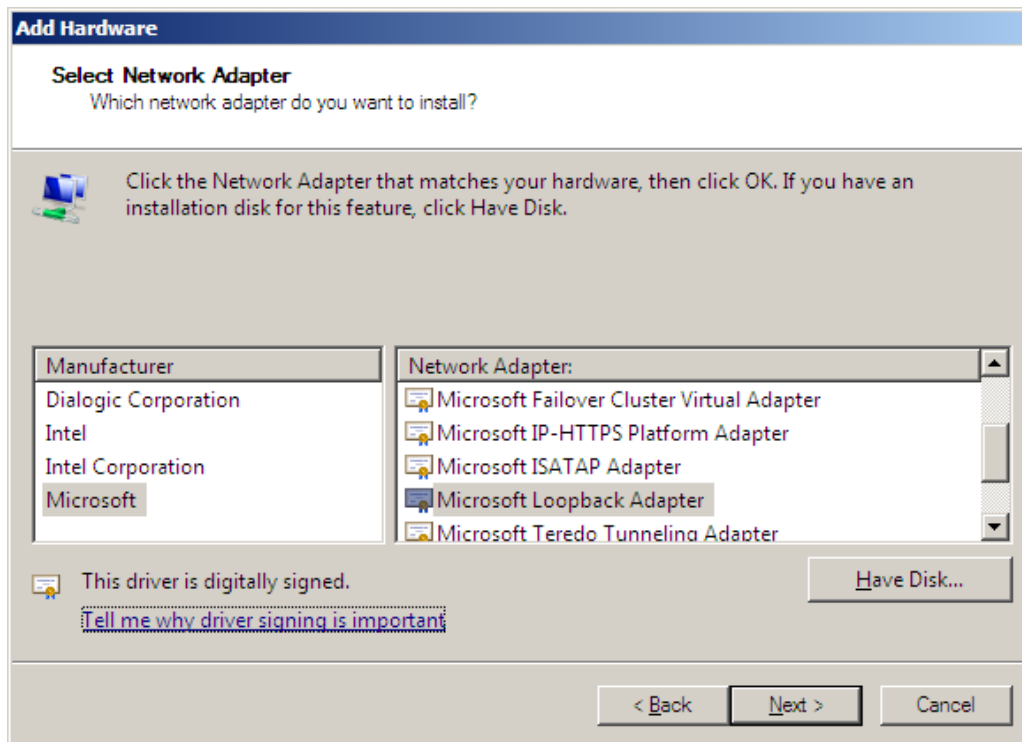 Add Hardware
Select Network Adapter
Which network adapter do you want to install?
Click the Network Adapter that matches your hardware, then click OK. If you have an
installation disk for this feature, click Have Disk.
Manufacturer
Dialogic Corporation
Intel
Intel Corporation
Microsoft
Network Adapter:
Microsoft Failover Cluster Virtual Adapter
Microsoft IP-HTTPS Platform Adapter
Microsoft ISATAP Adapter
Microsoft Loopback Adapter
Microsoft Teredo Tunneling Adapter
This driver is digitally signed.
Tell me why driver signing is important
Have Disk...
< Back
Next >
Cancel